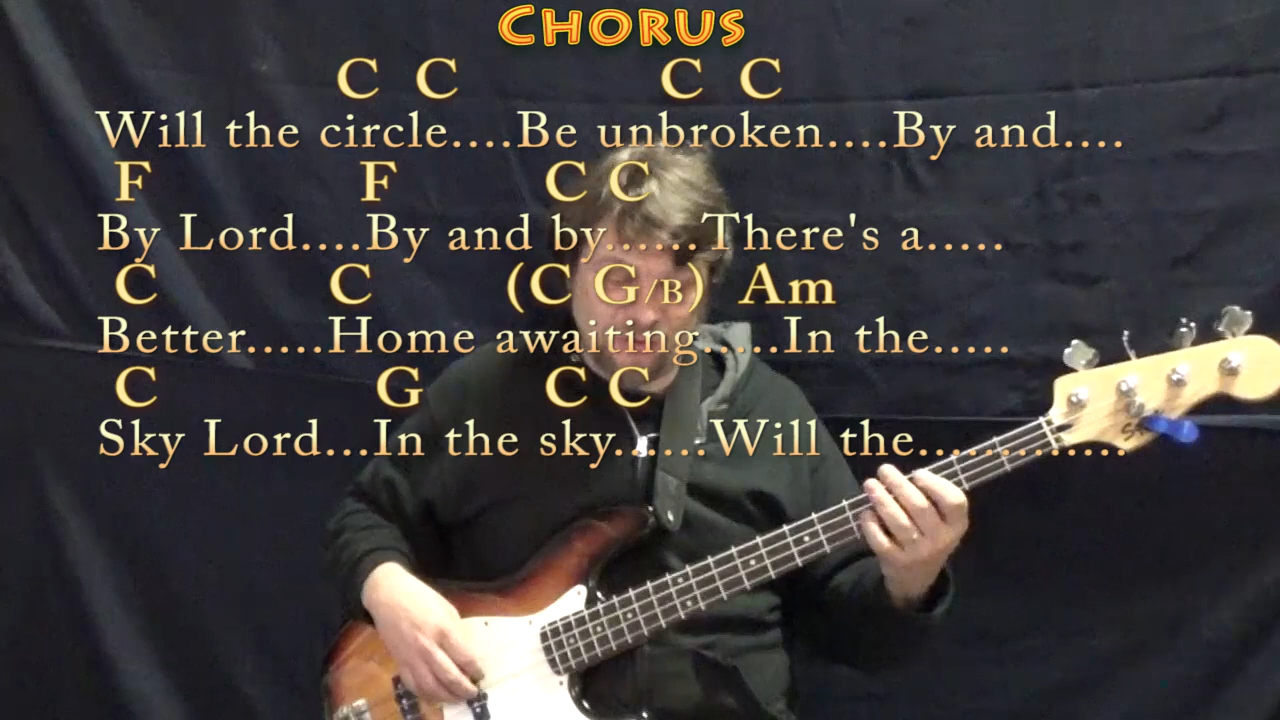 CHORUS
C C C C
Will the circle....Be unbroken....By and....
F F C C
By Lord....By and by......There's a.....
C C (C G/B) Am
Better.....Home awaiting.....In the.....
C G C C
Sky Lord...In the sky......Will the.............